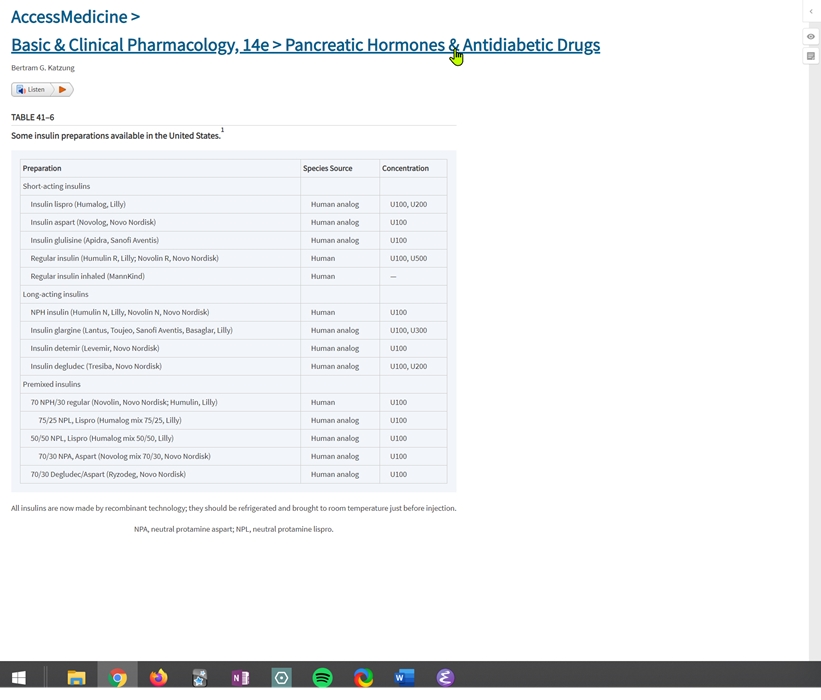 AccessMedicine >
Basic & Clinical Pharmacology, 14e > Pancreatic Hormones & Antidiabetic Drugs
Bertram G. Katzung
Listen
TABLE 41–6
Some insulin preparations available in the United States.1
Preparation Species Source Concentration
Short-acting insulins
Insulin lispro (Humalog, Lilly) Human analog U100, U200
Insulin aspart (Novolog, Novo Nordisk) Human analog U100
Insulin glulisine (Apidra, Sanofi Aventis) Human analog U100
Regular insulin (Humulin R, Lilly; Novolin R, Novo Nordisk) Human U100, U500
Regular insulin inhaled (MannKind) Human —
Long-acting insulins
NPH insulin (Humulin N, Lilly, Novolin N, Novo Nordisk) Human U100
Insulin glargine (Lantus, Toujeo, Sanofi Aventis, Basaglar, Lilly) Human analog U100, U300
Insulin detemir (Levemir, Novo Nordisk) Human analog U100
Insulin degludec (Tresiba, Novo Nordisk) Human analog U100, U200
Premixed insulins
70 NPH/30 regular (Novolin, Novo Nordisk; Humulin, Lilly) Human U100
75/25 NPL, Lispro (Humalog mix 75/25, Lilly) Human analog U100
50/50 NPL, Lispro (Humalog mix 50/50, Lilly) Human analog U100
70/30 NPA, Aspart (Novolog mix 70/30, Novo Nordisk) Human analog U100
70/30 Degludec/Aspart (Ryzodeg, Novo Nordisk) Human analog U100
All insulins are now made by recombinant technology; they should be refrigerated and brought to room temperature just before injection.
NPA, neutral protamine aspart; NPL, neutral protamine lispro.